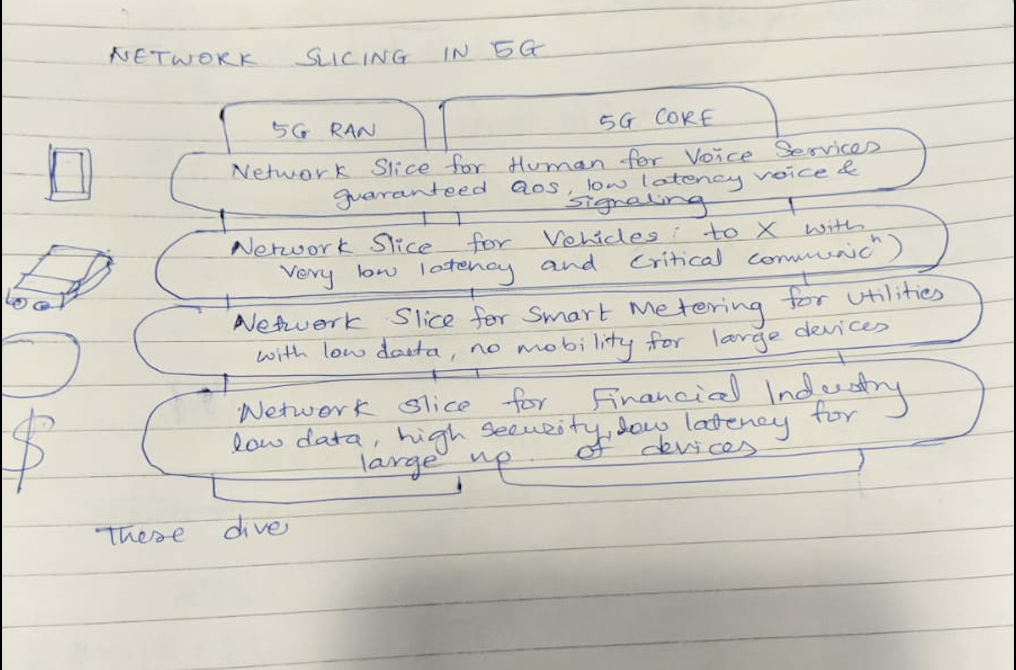 NETWORK SLICING IN 5G
5G RAN 5G CORE
Network Slice for Human for Voice Services
guaranteed QoS, low latency voice &
signaling
Network Slice for Vehicles: to X with
Very low latency and critical communicⁿ)
Network Slice for Smart Metering for utilities
with low data, no mobility for large devices
Network slice for Financial Industry
low data, high security, low latency for
large no. of devices
$
These dive